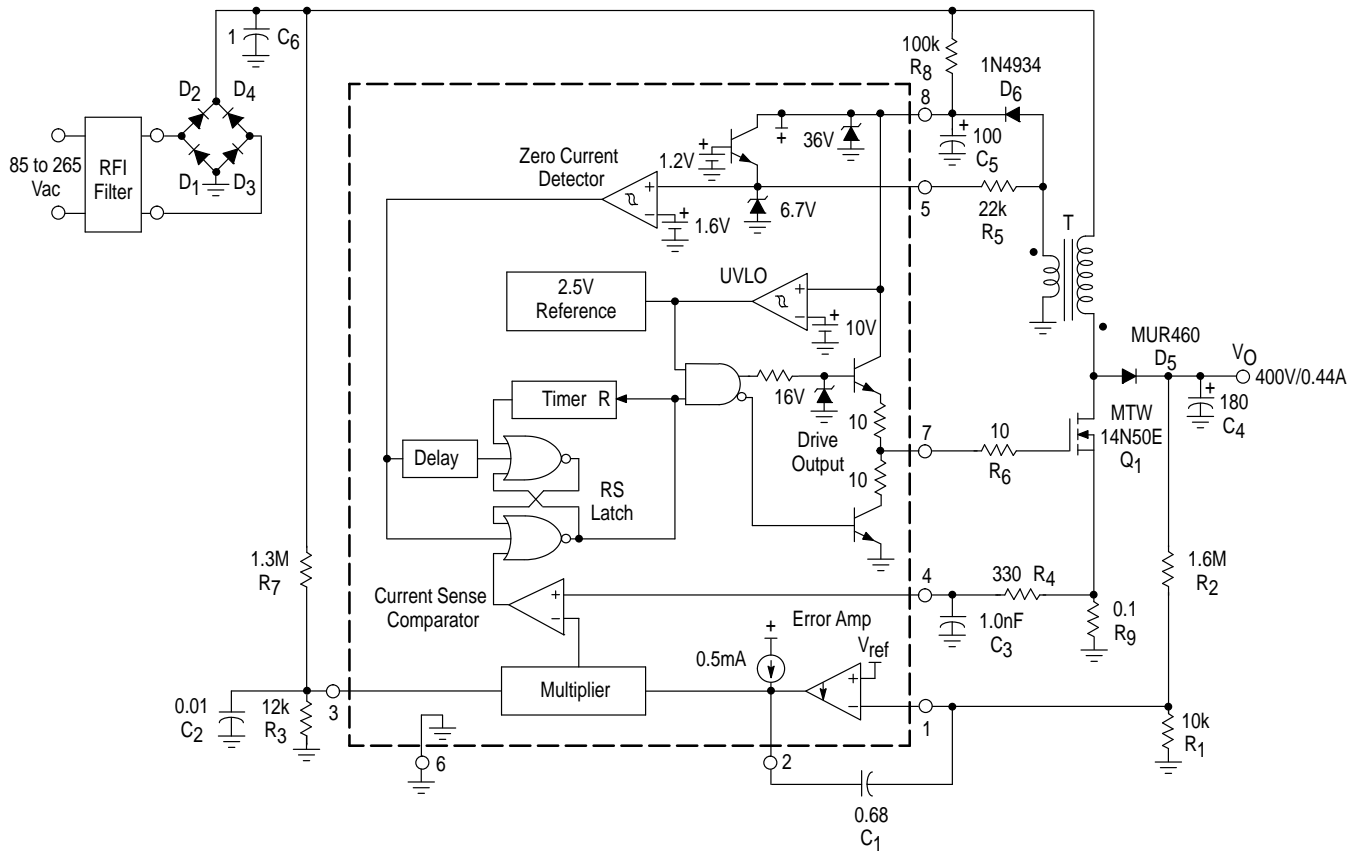 1
C6
D2
D4
D1
D3
85 to 265
Vac
RFI
Filter
100k
R8
1N4934
D6
8
100
C5
36V
1.2V
Zero Current
Detector
+
−
6.7V
1.6V
5
22k
R5
T
UVLO
2.5V
Reference
+
−
10V
MUR460
D5
VO
400V/0.44A
180
C4
MTW
14N50E
Q1
16V
10
Timer R
Drive
Output
10
7
10
R6
Delay
RS
Latch
1.3M
R7
1.6M
R2
4
330 R4
1.0nF
C3
0.1
R9
Current Sense
Comparator
+
−
Error Amp
Vref
0.5mA
+
−
Multiplier
3
0.01
C2
12k
R3
1
10k
R1
6
2
0.68
C1